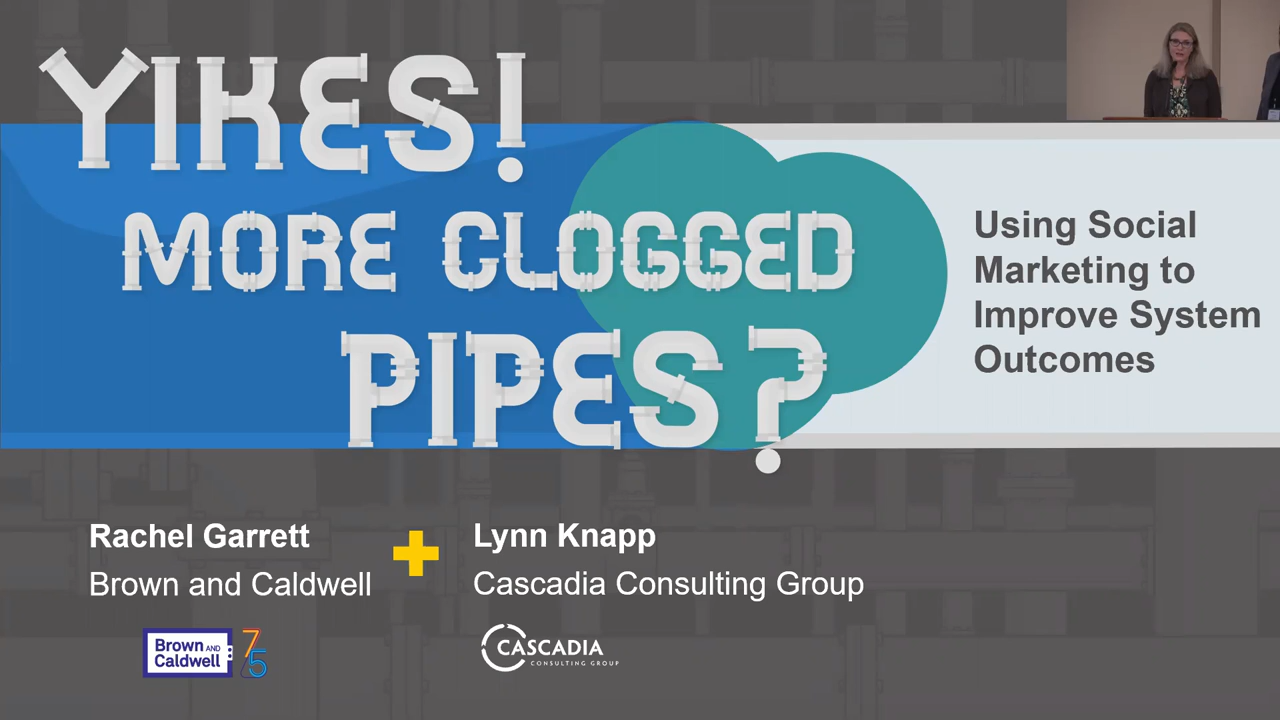 YIKES!
MORE CLOGGED
PIPES?
Using Social
Marketing to
Improve System
Outcomes
Rachel Garrett
Brown and Caldwell
Lynn Knapp
Cascadia Consulting Group
Brown AND
Caldwell
75
CASCADIA
CONSULTING GROUP